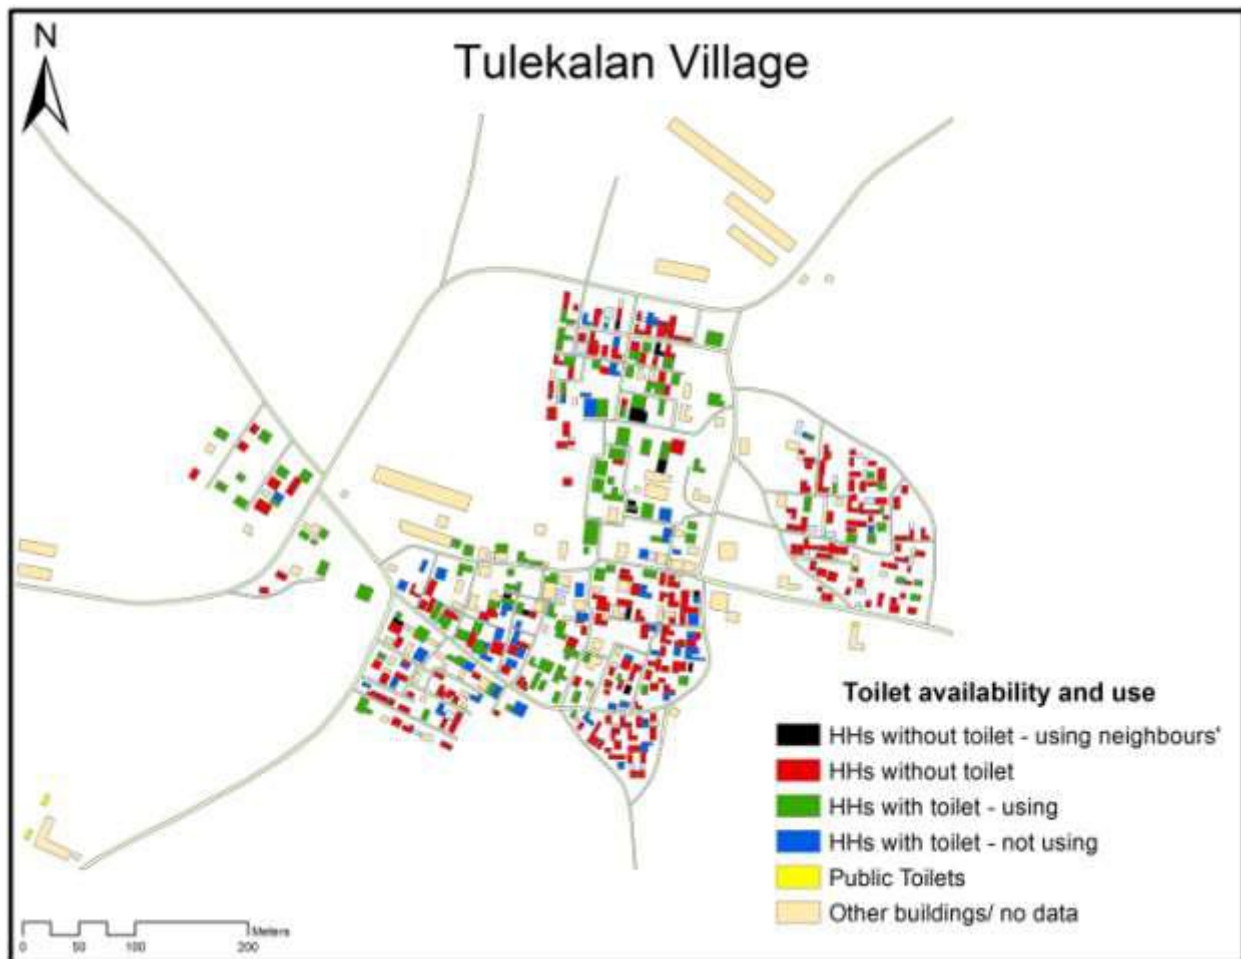 N
Tulekalan Village
Toilet availability and use
HHs without toilet - using neighbours'
HHs without toilet
HHs with toilet - using
HHs with toilet - not using
Public Toilets
Other buildings/ no data
Meters
0 50 100 200